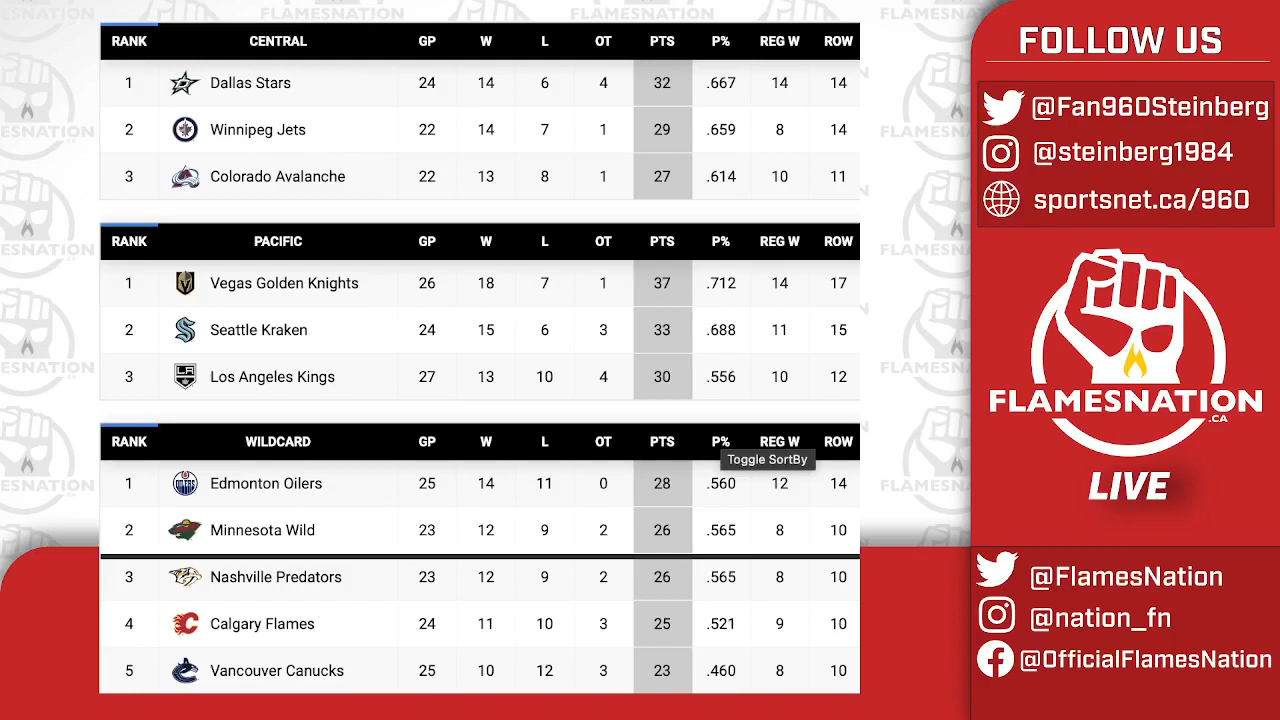 FLAMESNATION FLAMESNATION FLAMESNATION
RANK CENTRAL GP W L OT PTS P% REG W ROW
1 Dallas Stars 24 14 6 4 32 .667 14 14
2 Winnipeg Jets 22 14 7 1 29 .659 8 14
3 Colorado Avalanche 22 13 8 1 27 .614 10 11
RANK PACIFIC GP W L OT PTS P% REG W ROW
1 Vegas Golden Knights 26 18 7 1 37 .712 14 17
2 Seattle Kraken 24 15 6 3 33 .688 11 15
3 Los Angeles Kings 27 13 10 4 30 .556 10 12
RANK WILDCARD GP W L OT PTS P% REG W ROW
Toggle SortBy
1 Edmonton Oilers 25 14 11 0 28 .560 12 14
2 Minnesota Wild 23 12 9 2 26 .565 8 10
3 Nashville Predators 23 12 9 2 26 .565 8 10
4 Calgary Flames 24 11 10 3 25 .521 9 10
5 Vancouver Canucks 25 10 12 3 23 .460 8 10
FOLLOW US
@Fan960Steinberg
@steinberg1984
sportsnet.ca/960
FLAMESNATION
.CA
LIVE
@FlamesNation
@nation_fn
@OfficialFlamesNation